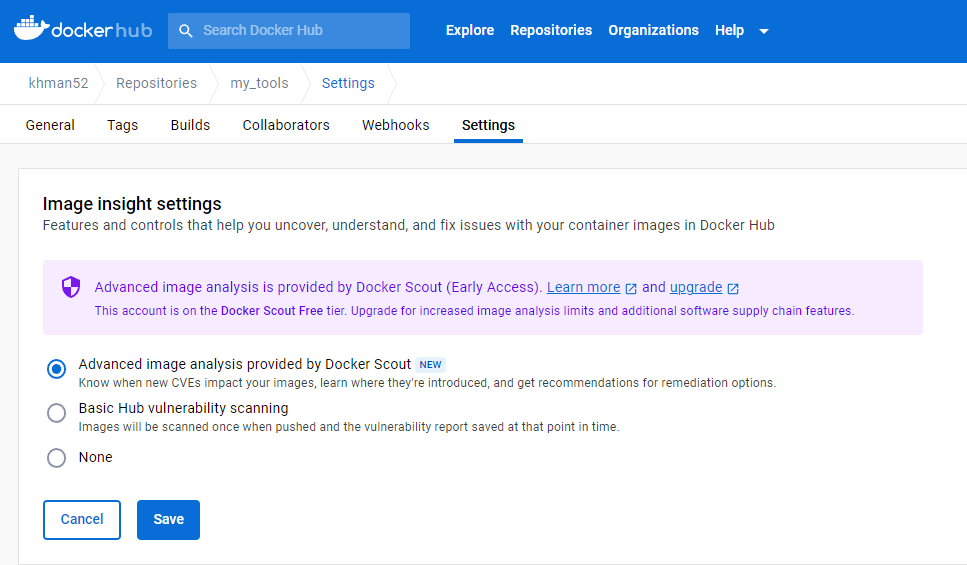 dockerhub Search Docker Hub Explore Repositories Organizations Help
khman52 Repositories my_tools Settings
General Tags Builds Collaborators Webhooks Settings
Image insight settings
Features and controls that help you uncover, understand, and fix issues with your container images in Docker Hub
Advanced image analysis is provided by Docker Scout (Early Access). Learn more and upgrade
This account is on the Docker Scout Free tier. Upgrade for increased image analysis limits and additional software supply chain features.
Advanced image analysis provided by Docker Scout NEW
Know when new CVEs impact your images, learn where they're introduced, and get recommendations for remediation options.
Basic Hub vulnerability scanning
Images will be scanned once when pushed and the vulnerability report saved at that point in time.
None
Cancel Save